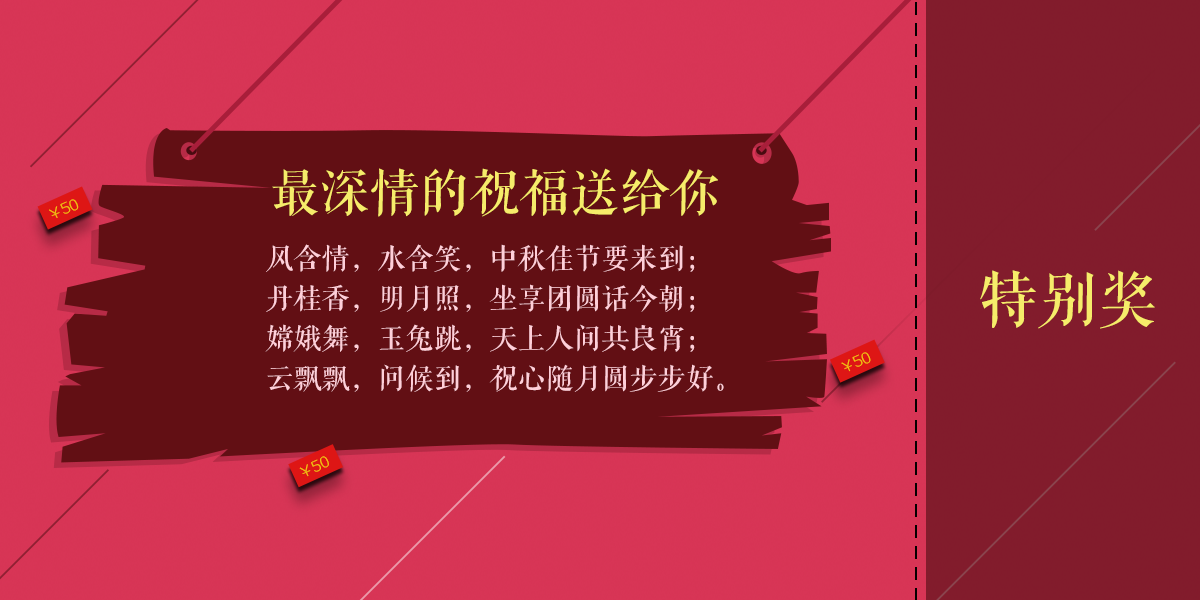 最深情的祝福送给你
风含情，水含笑，中秋佳节要来到；
丹桂香，明月照，坐享团圆话今朝；
嫦娥舞，玉兔跳，天上人间共良宵；
云飘飘，问候到，祝心随月圆步步好。
特别奖
¥50
¥50
¥50